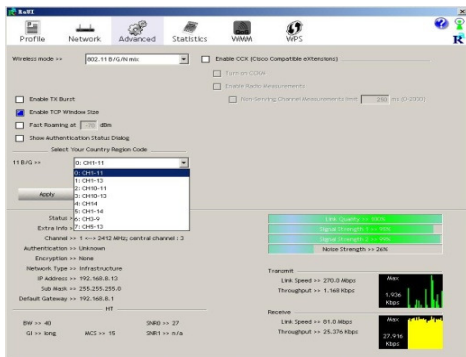 RaUI
Profile Network Advanced Statistics WMM WPS
Wireless mode >> 802.11 B/G/N mix
Enable CCX (Cisco Compatible eXtensions)
Turn on CCKM
Enable Radio Measurements
Non-Serving Channel Measurements limit 250 ms (0-2000)
Enable TX Burst
Enable TCP Window Size
Fast Roaming at -70 dBm
Show Authentication Status Dialog
Select Your Country Region Code
11 B/G >> 0: CH1-11
0: CH1-11
1: CH1-13
2: CH10-11
3: CH10-13
4: CH14
5: CH1-14
6: CH3-9
7: CH5-13
Apply
Status >
Extra Info >
Channel >> 1 <--> 2412 MHz; central channel : 3
Authentication >> Unknown
Encryption >> None
Network Type >> Infrastructure
IP Address >> 192.168.8.13
Sub Mask >> 255.255.255.0
Default Gateway >> 192.168.8.1
HT
BW >> 40 SNR0 >> 27
GI >> long MCS >> 15 SNR1 >> n/a
Link Quality >> 100%
Signal Strength 1 >> 99%
Signal Strength 2 >> 99%
Noise Strength >> 26%
Transmit
Link Speed >> 270.0 Mbps
Throughput >> 1.168 Kbps
Max
1.936
Kbps
Receive
Link Speed >> 81.0 Mbps
Throughput >> 25.376 Kbps
Max
27.916
Kbps